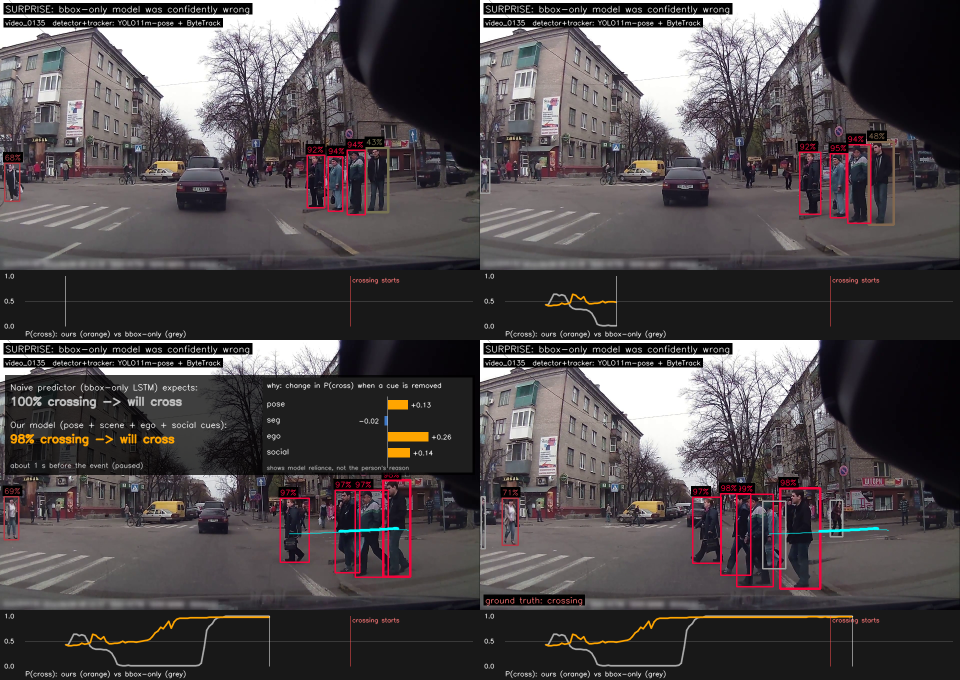 SURPRISE: bbox-only model was confidently wrong
video_0135 detector+tracker: YOLO11m-pose + ByteTrack
68%
92%
94%
94%
43%
1.0
0.5
0.0
crossing starts
P(cross): ours (orange) vs bbox-only (grey)
SURPRISE: bbox-only model was confidently wrong
video_0135 detector+tracker: YOLO11m-pose + ByteTrack
92%
95%
94%
48%
1.0
0.5
0.0
crossing starts
P(cross): ours (orange) vs bbox-only (grey)
SURPRISE: bbox-only model was confidently wrong
video_0135 detector+tracker: YOLO11m-pose + ByteTrack
Naive predictor (bbox-only LSTM) expects:
100% crossing —> will cross
Our model (pose + scene + ego + social cues):
98% crossing —> will cross
about 1 s before the event (paused)
why: change in P(cross) when a cue is removed
pose +0.13
seg -0.02
ego +0.26
social +0.14
shows model reliance, not the person's reason
69%
97%
97%
97%
1.0
0.5
0.0
crossing starts
P(cross): ours (orange) vs bbox-only (grey)
SURPRISE: bbox-only model was confidently wrong
video_0135 detector+tracker: YOLO11m-pose + ByteTrack
71%
97%
98%
ground truth: crossing
1.0
0.5
0.0
crossing starts
P(cross): ours (orange) vs bbox-only (grey)